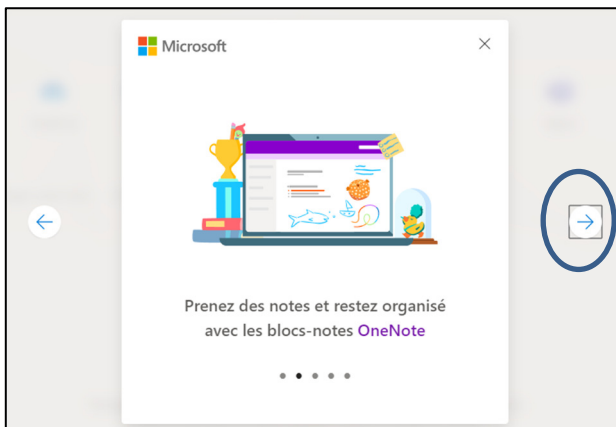 Microsoft
Prenez des notes et restez organisé
avec les blocs-notes OneNote